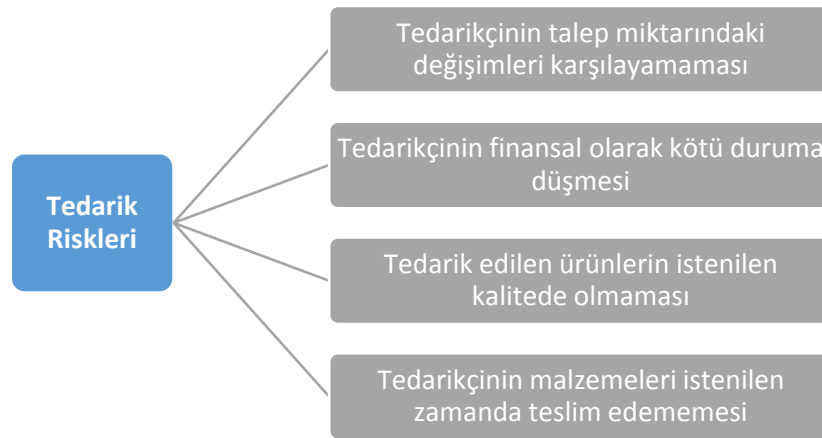 Tedarikçinin talep miktarındaki
değişimleri karşılayamaması
Tedarikçinin finansal olarak kötü duruma
düşmesi
Tedarik
Riskleri
Tedarik edilen ürünlerin istenilen
kalitede olmaması
Tedarikçinin malzemeleri istenilen
zamanda teslim edememesi